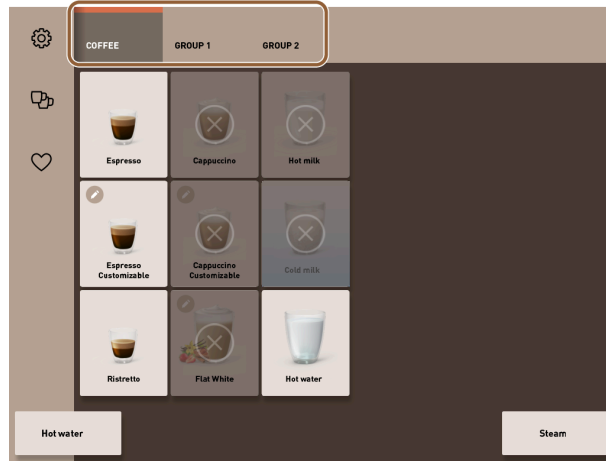 COFFEE GROUP 1 GROUP 2
Espresso Cappuccino Hot milk
Espresso Customizable
Cappuccino Customizable
Cold milk
Ristretto Flat White Hot water
Hot water
Steam